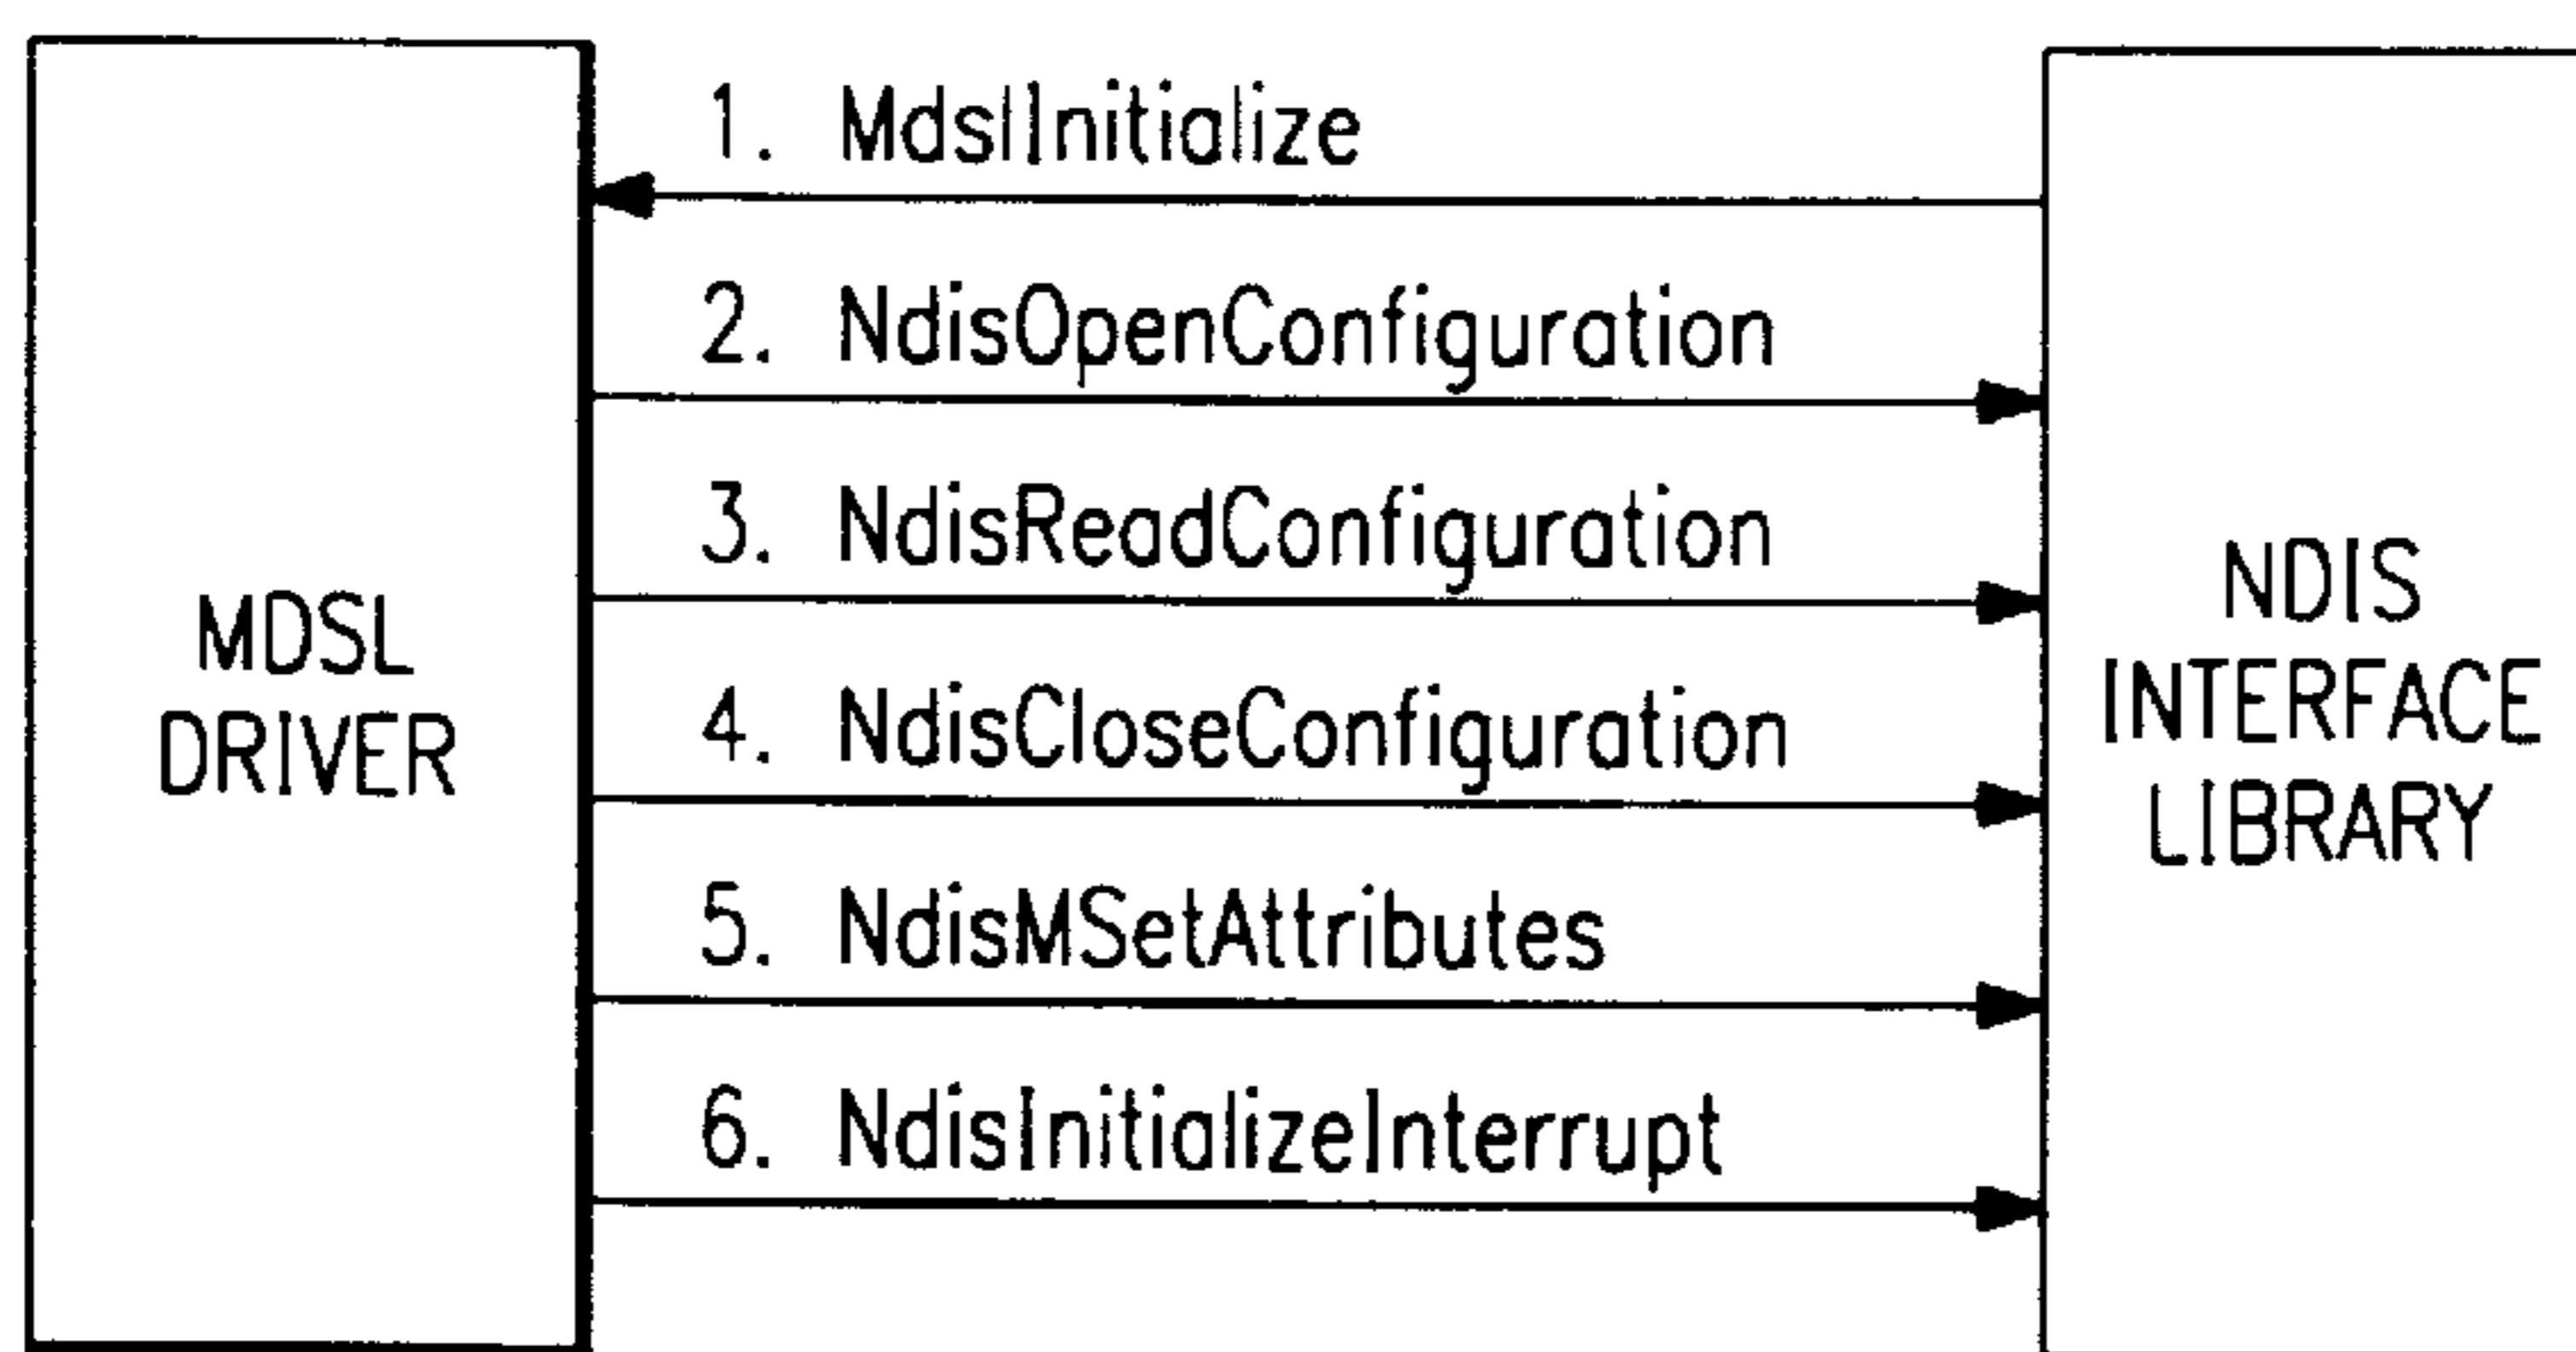 1. MdslInitialize
2. NdisOpenConfiguration
3. NdisReadConfiguration
4. NdisCloseConfiguration
5. NdisMSetAttributes
6. NdisInitializeInterrupt
MDSL
DRIVER
NDIS
INTERFACE
LIBRARY